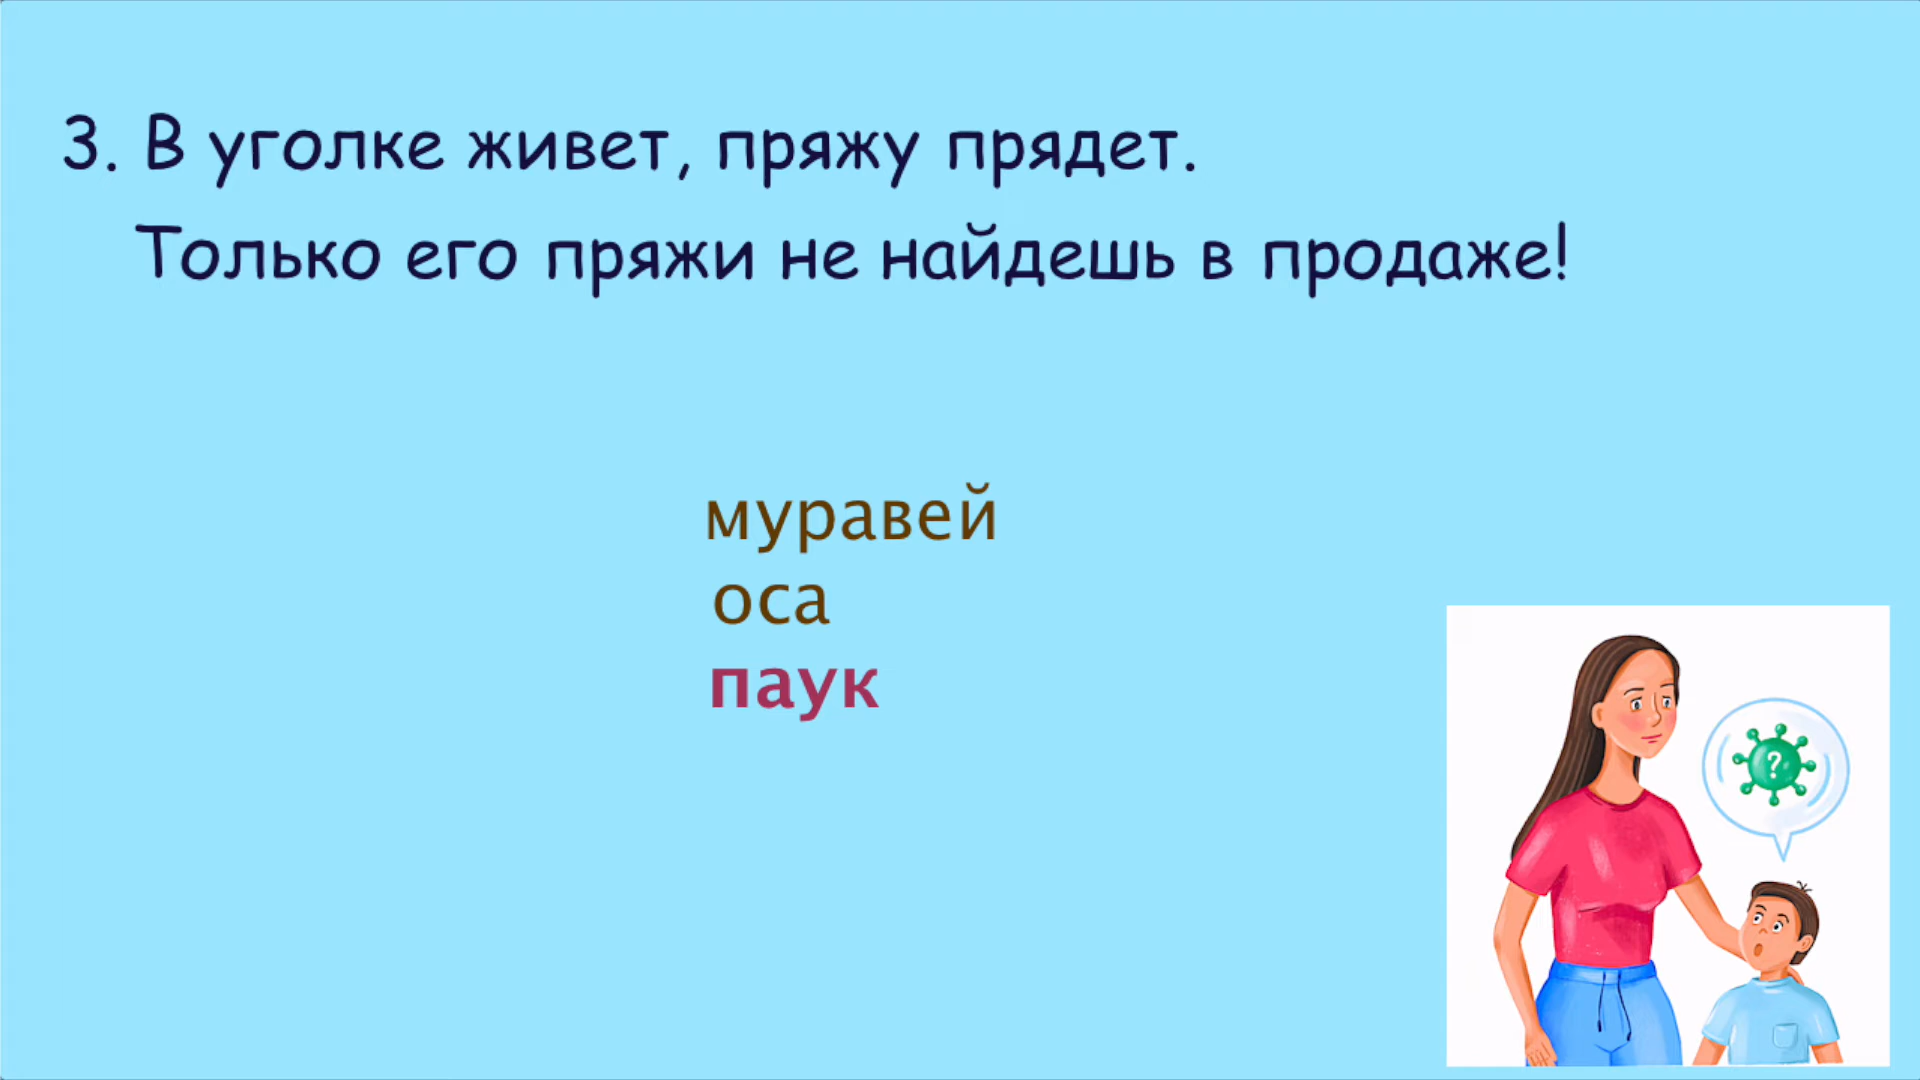 3. В уголке живет, пряжу прядет.
Только его пряжи не найдешь в продаже!
муравей
оса
паук
?